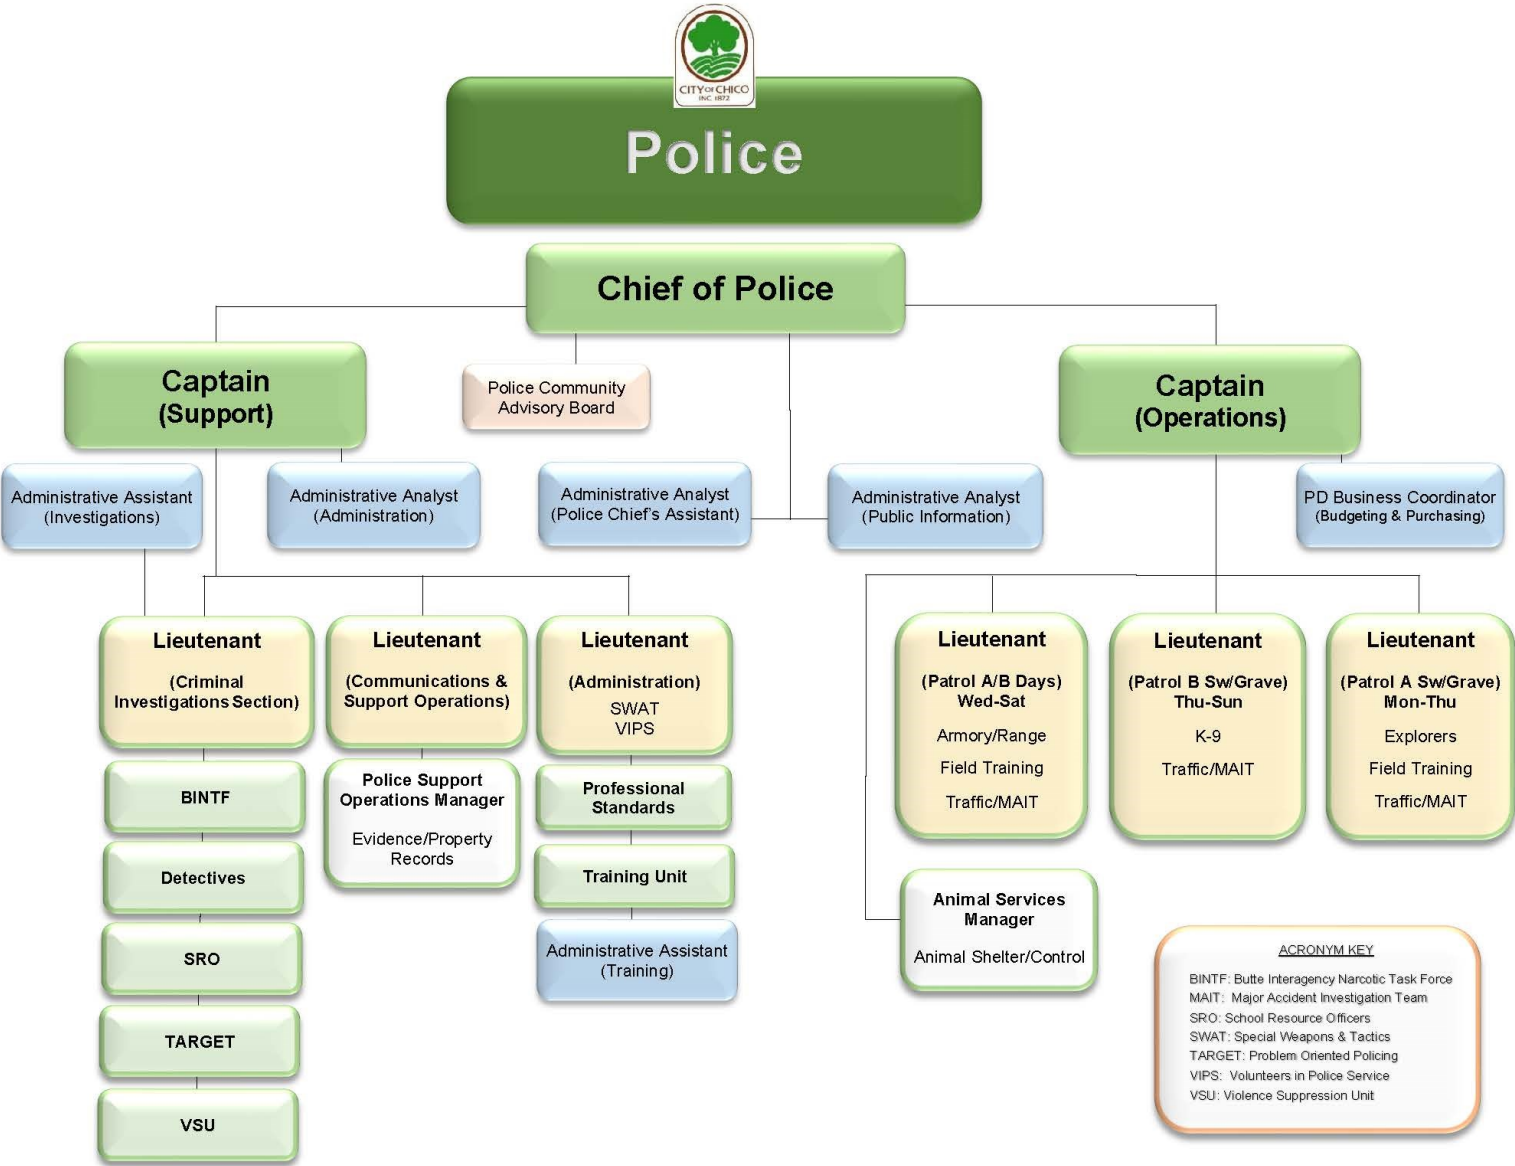 CITY OF CHICO
INC. 1872
Police
Chief of Police
Captain
(Support)
Police Community
Advisory Board
Captain
(Operations)
Administrative Assistant
(Investigations)
Administrative Analyst
(Administration)
Administrative Analyst
(Police Chief's Assistant)
Administrative Analyst
(Public Information)
PD Business Coordinator
(Budgeting & Purchasing)
Lieutenant
(Criminal
Investigations Section)
BINTF
Detectives
SRO
TARGET
VSU
Lieutenant
(Communications &
Support Operations)
Police Support
Operations Manager
Evidence/Property
Records
Lieutenant
(Administration)
SWAT
VIPS
Professional
Standards
Training Unit
Administrative Assistant
(Training)
Lieutenant
(Patrol A/B Days)
Wed-Sat
Armory/Range
Field Training
Traffic/MAIT
Lieutenant
(Patrol B Sw/Grave)
Thu-Sun
K-9
Traffic/MAIT
Lieutenant
(Patrol A Sw/Grave)
Mon-Thu
Explorers
Field Training
Traffic/MAIT
Animal Services
Manager
Animal Shelter/Control
ACRONYM KEY
BINTF: Butte Interagency Narcotic Task Force
MAIT: Major Accident Investigation Team
SRO: School Resource Officers
SWAT: Special Weapons & Tactics
TARGET: Problem Oriented Policing
VIPS: Volunteers in Police Service
VSU: Violence Suppression Unit